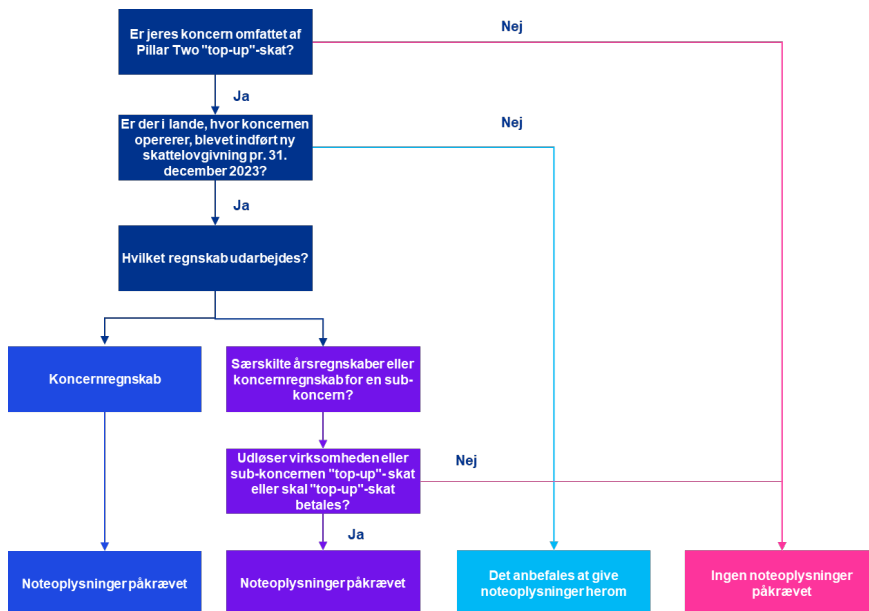 Er jeres koncern omfattet af
Pillar Two "top-up"-skat?
Nej
Ja
Er der i lande, hvor koncernen
opererer, blevet indført ny
skattelovgivning pr. 31.
december 2023?
Nej
Ja
Hvilket regnskab udarbejdes?
Koncernregnskab
Særskilte årsregnskaber eller
koncernregnskab for en sub-
koncern?
Udløser virksomheden eller
sub-koncernen "top-up"- skat
eller skal "top-up"-skat
betales?
Nej
Ja
Noteoplysninger påkrævet
Noteoplysninger påkrævet
Det anbefales at give
noteoplysninger herom
Ingen noteoplysninger
påkrævet